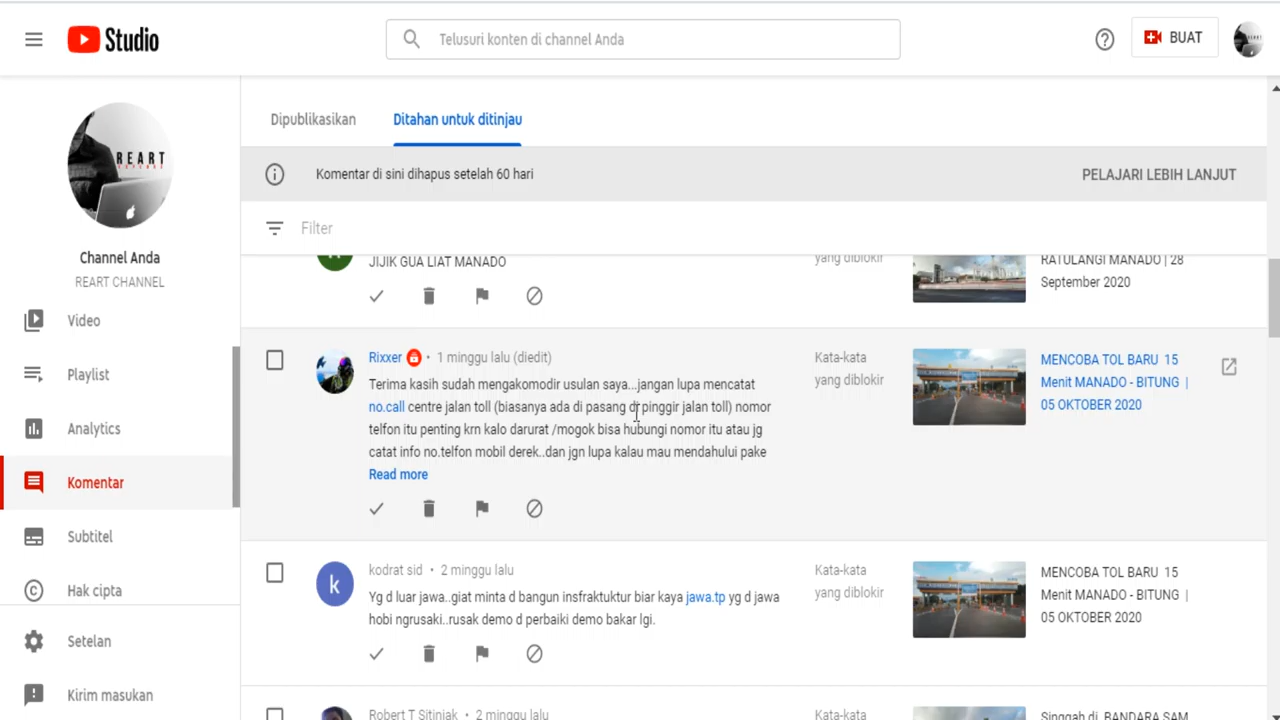 Studio
Telusuri konten di channel Anda
BUAT
REART
Channel Anda
REART CHANNEL
Video
Playlist
Analytics
Komentar
Subtitel
Hak cipta
Setelan
Kirim masukan
Dipublikasikan
Ditahan untuk ditinjau
Komentar di sini dihapus setelah 60 hari
PELAJARI LEBIH LANJUT
Filter
JIJIK GUA LIAT MANADO
yang diblokir
RATULANGI MANADO | 28
September 2020
Rixxer • 1 minggu lalu (diedit)
Terima kasih sudah mengakomodir usulan saya...jangan lupa mencatat
no.call centre jalan toll (biasanya ada di pasang di pinggir jalan toll) nomor
telfon itu penting krn kalo darurat /mogok bisa hubungi nomor itu atau jg
catat info no.telfon mobil derek..dan jgn lupa kalau mau mendahului pake
Read more
Kata-kata
yang diblokir
MENCOBA TOL BARU 15
Menit MANADO - BITUNG |
05 OKTOBER 2020
k
kodrat sid • 2 minggu lalu
Yg d luar jawa..giat minta d bangun insfraktuktur biar kaya jawa.tp yg d jawa
hobi ngrusaki..rusak demo d perbaiki demo bakar lgi.
Kata-kata
yang diblokir
MENCOBA TOL BARU 15
Menit MANADO - BITUNG |
05 OKTOBER 2020
Robert T Sitinjak • 2 minggu lalu
Kata-kata
Singgah di BANDARA SAM